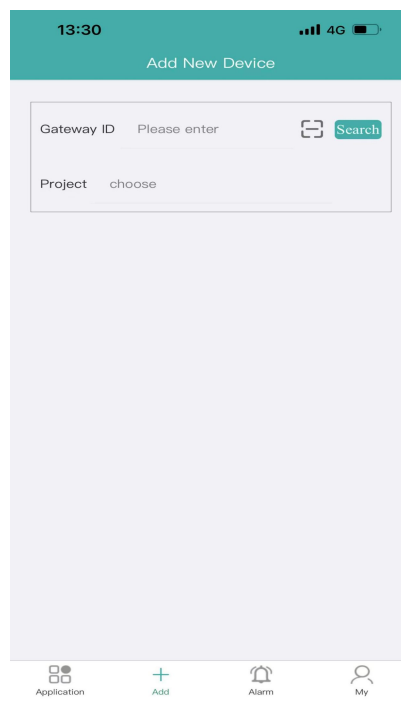 13:30 4G
Add New Device
Gateway ID Please enter Search
Project choose
Application Add Alarm My